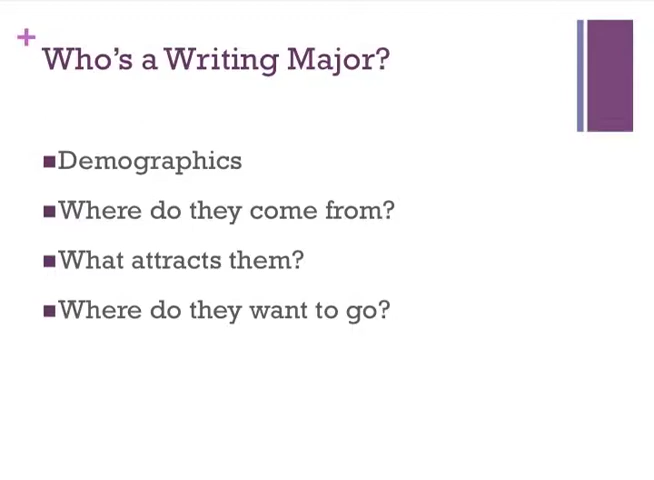 +
Who's a Writing Major?
■Demographics
■Where do they come from?
■What attracts them?
■Where do they want to go?